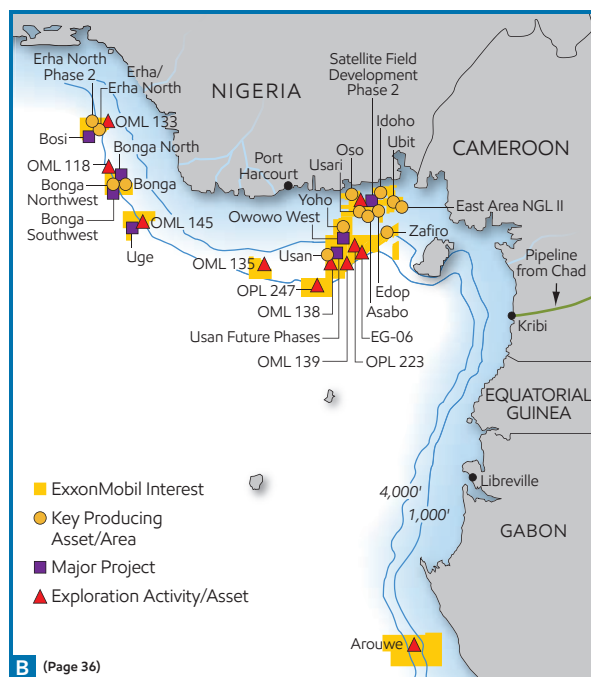 Erha North
Phase 2
Erha/
Erha North
NIGERIA
Satellite Field
Development
Phase 2
OML 133
Bosi
Bonga North
OML 118
Bonga
Northwest
Bonga
Bonga
Southwest
Uge
OML 145
Port
Harcourt
Oso
Usari
Idoho
Ubit
CAMEROON
Yoho
Owowo West
East Area NGL II
Zafiro
Usan
OML 135
OPL 247
OML 138
Usan Future Phases
OML 139
Edop
Asabo
EG-06
OPL 223
Pipeline
from Chad
Kribi
EQUATORIAL
GUINEA
Libreville
4,000'
1,000'
GABON
ExxonMobil Interest
Key Producing
Asset/Area
Major Project
Exploration Activity/Asset
Arouwe
B (Page 36)